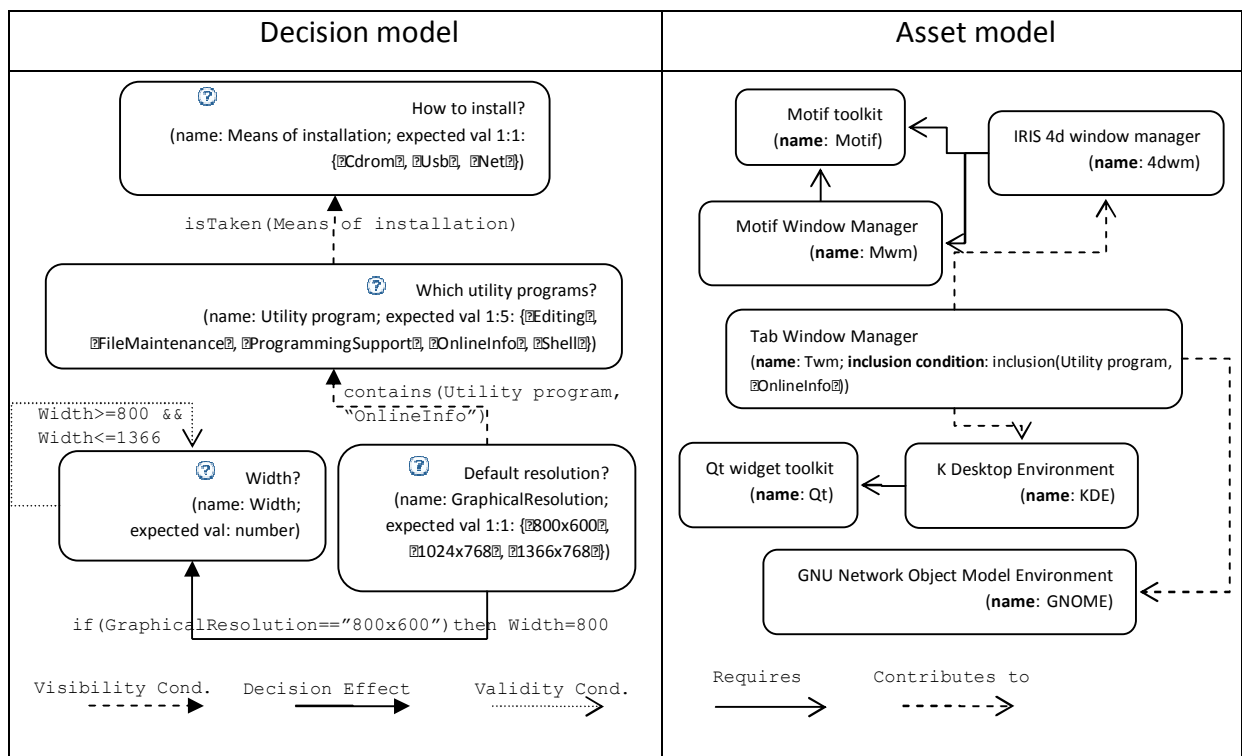 Decision model
How to install?
(name: Means of installation; expected val 1:1:
{�Cdrom�, �Usb�, �Net�})
isTaken(Means of installation)
Which utility programs?
(name: Utility program; expected val 1:5: {�Editing�,
�FileMaintenance�, �ProgrammingSupport�, �OnlineInfo�, �Shell�})
contains(Utility program,
“OnlineInfo”)
Width>=800 &&
Width<=1366
Width?
(name: Width;
expected val: number)
Default resolution?
(name: GraphicalResolution;
expected val 1:1: {�800x600�,
�1024x768�, �1366x768�})
if(GraphicalResolution==”800x600”)then Width=800
Visibility Cond.
Decision Effect
Validity Cond.
Asset model
Motif toolkit
(name: Motif)
IRIS 4d window manager
(name: 4dwm)
Motif Window Manager
(name: Mwm)
Tab Window Manager
(name: Twm; inclusion condition: inclusion(Utility program,
�OnlineInfo�))
Qt widget toolkit
(name: Qt)
K Desktop Environment
(name: KDE)
GNU Network Object Model Environment
(name: GNOME)
Requires
Contributes to